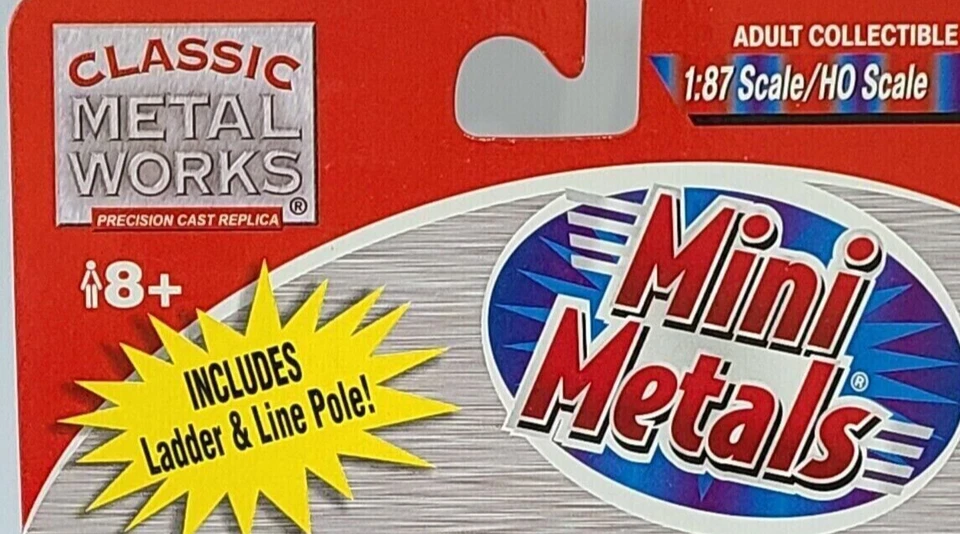 CLASSIC
METAL
WORKS®
PRECISION CAST REPLICA
ADULT COLLECTIBLE
1:87 Scale/HO Scale
8+
INCLUDES
Ladder & Line Pole!
Mini
Metals®